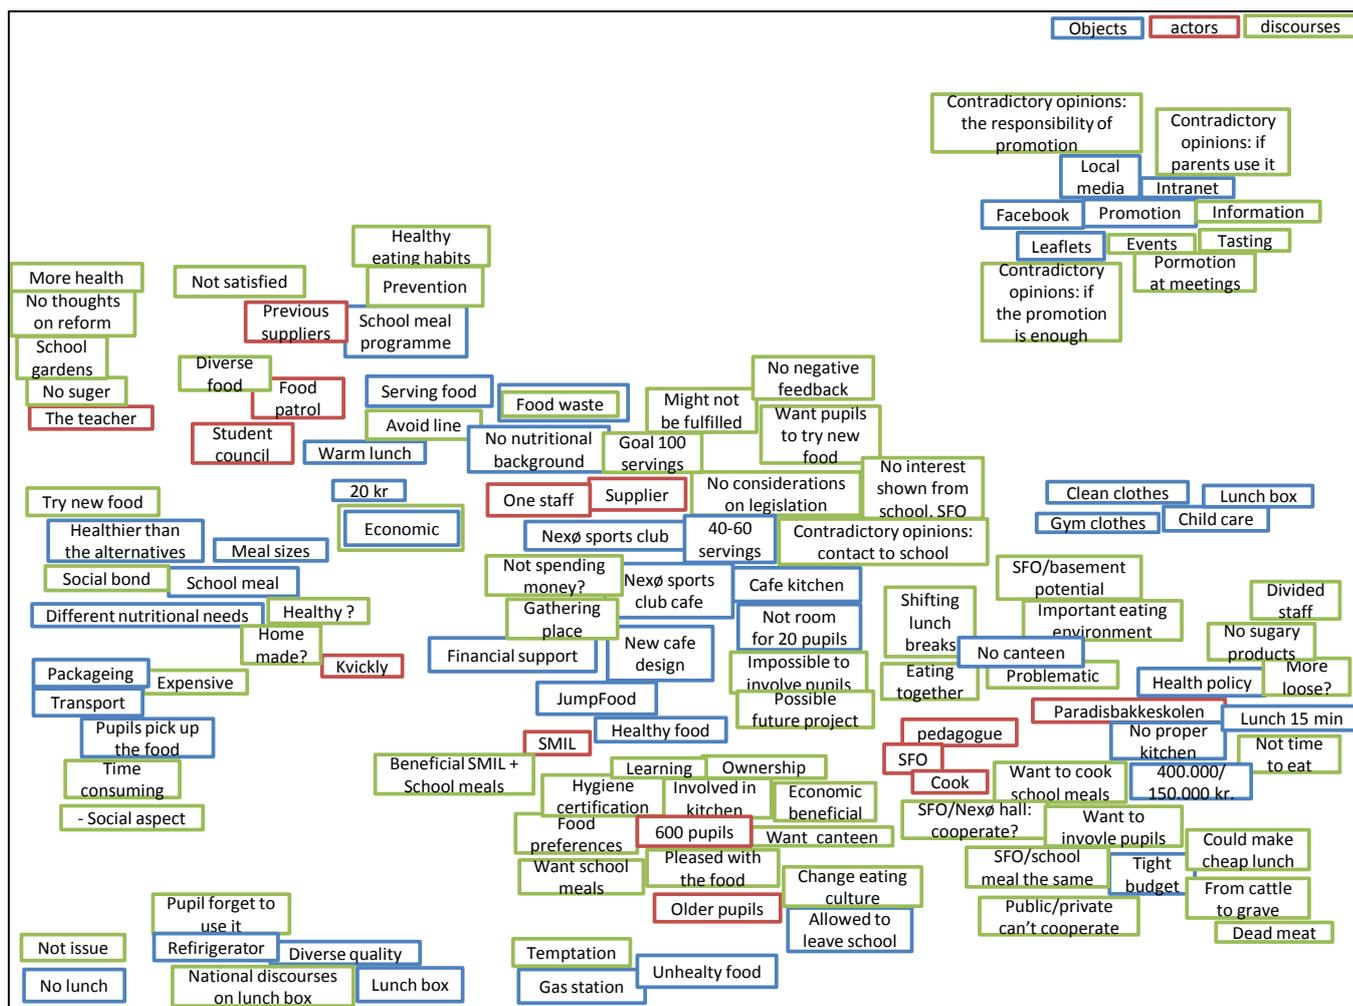 Objects
actors
discourses
Contradictory opinions:
the responsibility of
promotion
Contradictory
opinions: if
parents use it
Local
media
Intranet
Facebook
Promotion
Information
Leaflets
Events
Tasting
Pormotion
at meetings
Contradictory
opinions: if
the promotion
is enough
Healthy
eating habits
More health
Not satisfied
Prevention
No thoughts
on reform
Previous
suppliers
School meal
programme
School
gardens
Diverse
food
No suger
Food
patrol
Serving food
Food waste
No negative
feedback
Might not
be fulfilled
The teacher
Avoid line
Want pupils
to try new
food
Student
council
Warm lunch
No nutritional
background
Goal 100
servings
No interest
shown from
school. SFO
20 kr
One staff
Supplier
No considerations
on legislation
Clean clothes
Lunch box
Try new food
Gym clothes
Child care
Healthier than
the alternatives
Meal sizes
Economic
Nexø sports club
40-60
servings
Contradictory opinions:
contact to school
Social bond
School meal
Not spending
money?
Nexø sports
club cafe
Cafe kitchen
SFO/basement
potential
Different nutritional needs
Healthy ?
Gathering
place
Not room
for 20 pupils
Shifting
lunch
breaks
Important eating
environment
Divided
staff
Home
made?
Kvickly
Financial support
New cafe
design
No canteen
No sugary
products
Packageing
Expensive
Impossible to
involve pupils
Eating
together
Problematic
Health policy
More
loose?
Transport
JumpFood
Possible
future project
Paradisbakkeskolen
Lunch 15 min
Pupils pick up
the food
Healthy food
pedagogue
No proper
kitchen
SMIL
SFO
Not time
to eat
Time
consuming
Beneficial SMIL +
School meals
Learning
Ownership
Cook
Want to cook
school meals
400.000/
150.000 kr.
- Social aspect
Hygiene
certification
Involved in
kitchen
Economic
beneficial
SFO/Nexø hall:
cooperate?
Want to
invovle pupils
Food
preferences
600 pupils
Want canteen
Could make
cheap lunch
Want school
meals
Pleased with
the food
Change eating
culture
SFO/school
meal the same
Tight
budget
From cattle
to grave
Older pupils
Allowed to
leave school
Public/private
can't cooperate
Dead meat
Pupil forget to
use it
Not issue
Refirigerator
Diverse quality
Temptation
No lunch
National discourses
on lunch box
Lunch box
Unhealty food
Gas station